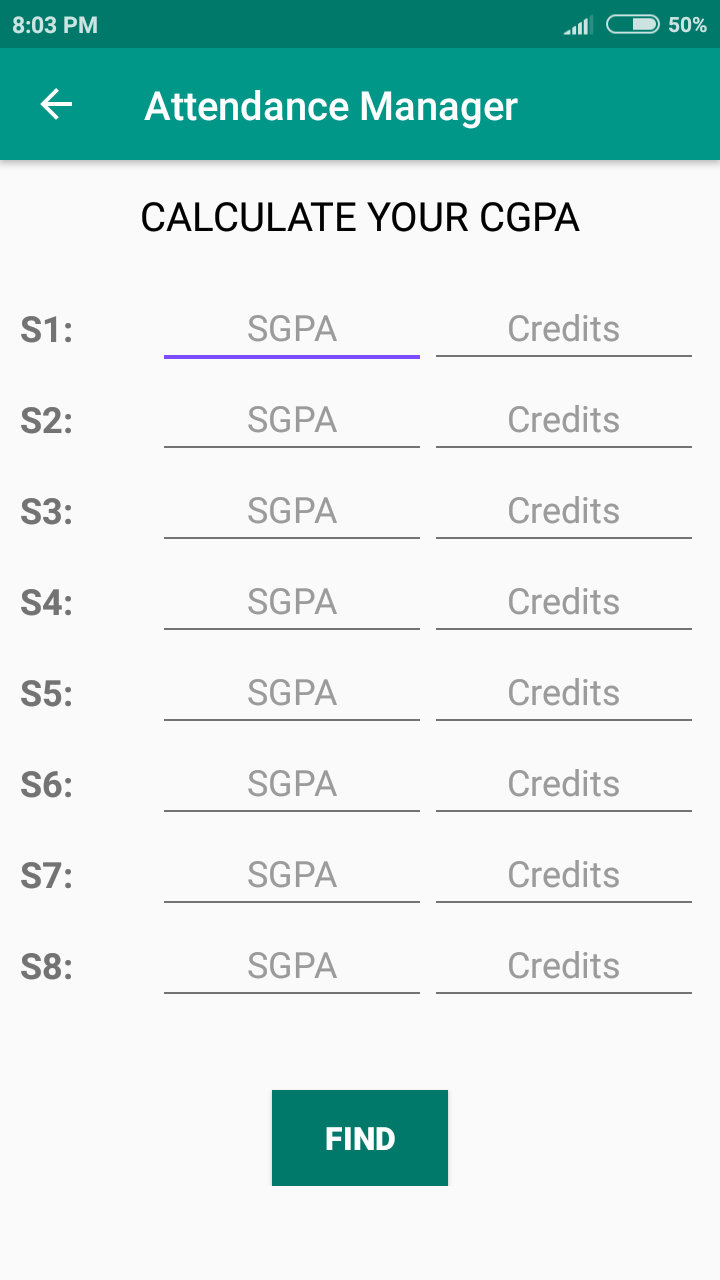 8:03 PM 50%
Attendance Manager
CALCULATE YOUR CGPA
S1: SGPA Credits
S2: SGPA Credits
S3: SGPA Credits
S4: SGPA Credits
S5: SGPA Credits
S6: SGPA Credits
S7: SGPA Credits
S8: SGPA Credits
FIND